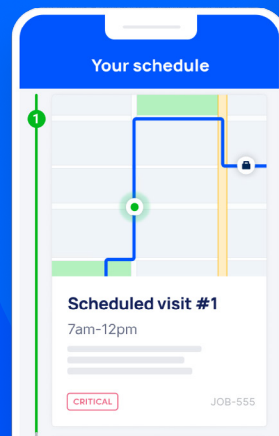 Your schedule
1
Scheduled visit #1
7am-12pm
CRITICAL JOB-555